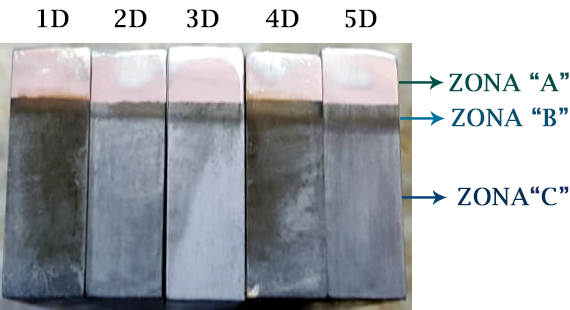 1D 2D 3D 4D 5D
ZONA “A”
ZONA “B”
ZONA“C”